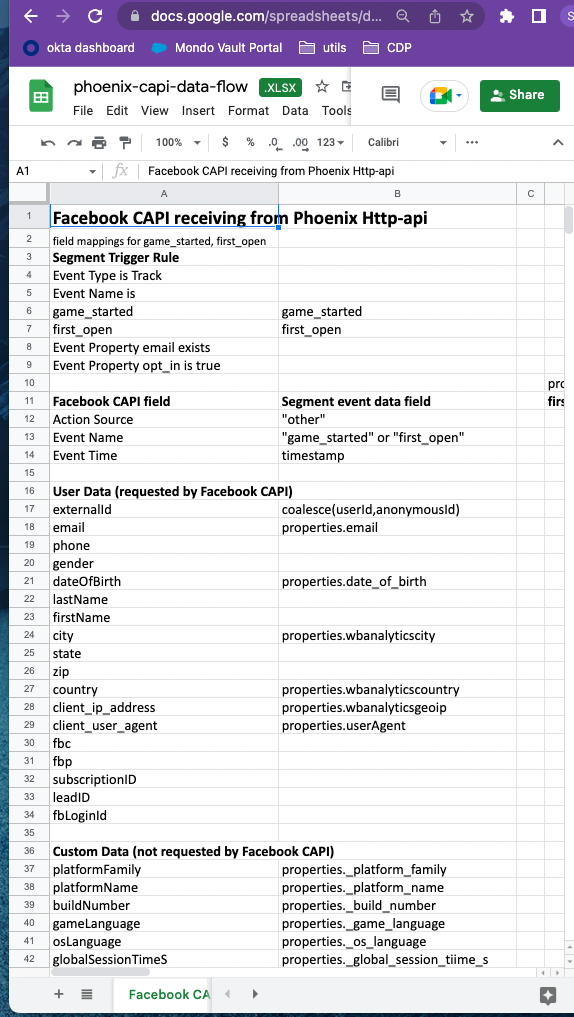 docs.google.com/spreadsheets/d...
okta dashboard Mondo Vault Portal utils CDP
phoenix-capi-data-flow .XLSX
File Edit View Insert Format Data Tools
Share
100% $ % .0 .00 123 Calibri
A1 fx Facebook CAPI receiving from Phoenix Http-api
A B C
1 Facebook CAPI receiving from Phoenix Http-api
2 field mappings for game_started, first_open
3 Segment Trigger Rule
4 Event Type is Track
5 Event Name is
6 game_started game_started
7 first_open first_open
8 Event Property email exists
9 Event Property opt_in is true
10 pro
11 Facebook CAPI field Segment event data field firs
12 Action Source "other"
13 Event Name "game_started" or "first_open"
14 Event Time timestamp
15
16 User Data (requested by Facebook CAPI)
17 externalId coalesce(userId,anonymousId)
18 email properties.email
19 phone
20 gender
21 dateOfBirth properties.date_of_birth
22 lastName
23 firstName
24 city properties.wbanalyticscity
25 state
26 zip
27 country properties.wbanalyticscountry
28 client_ip_address properties.wbanalyticsgeoip
29 client_user_agent properties.userAgent
30 fbc
31 fbp
32 subscriptionID
33 leadID
34 fbLoginId
35
36 Custom Data (not requested by Facebook CAPI)
37 platformFamily properties._platform_family
38 platformName properties._platform_name
39 buildNumber properties._build_number
40 gameLanguage properties._game_language
41 osLanguage properties._os_language
42 globalSessionTimeS properties._global_session_tiime_s
Facebook CA